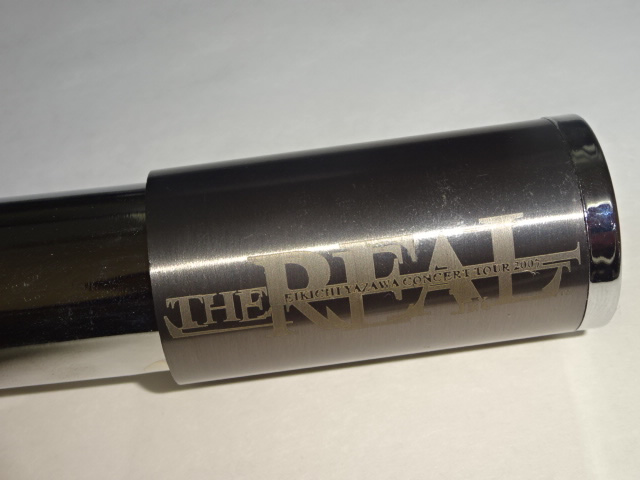 THE REAL
EIKICHI YAZAWA CONCERT TOUR 2007